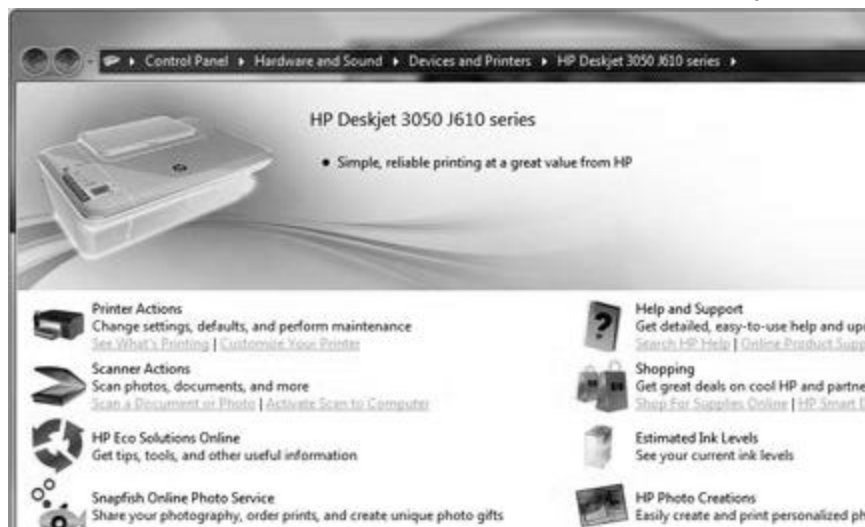 Control Panel ▸ Hardware and Sound ▸ Devices and Printers ▸ HP Deskjet 3050 J610 series ▸
HP Deskjet 3050 J610 series
• Simple, reliable printing at a great value from HP
Printer Actions
Change settings, defaults, and perform maintenance
See What's Printing | Customize Your Printer
Scanner Actions
Scan photos, documents, and more
Scan a Document or Photo | Activate Scan to Computer
HP Eco Solutions Online
Get tips, tools, and other useful information
Snapfish Online Photo Service
Share your photography, order prints, and create unique photo gifts
Help and Support
Get detailed, easy-to-use help and
Search HP Help | Online Product
Shopping
Get great deals on cool HP and
Shop For Supplies Online | HP Smart
Estimated Ink Levels
See your current ink levels
HP Photo Creations
Easily create and print personalized